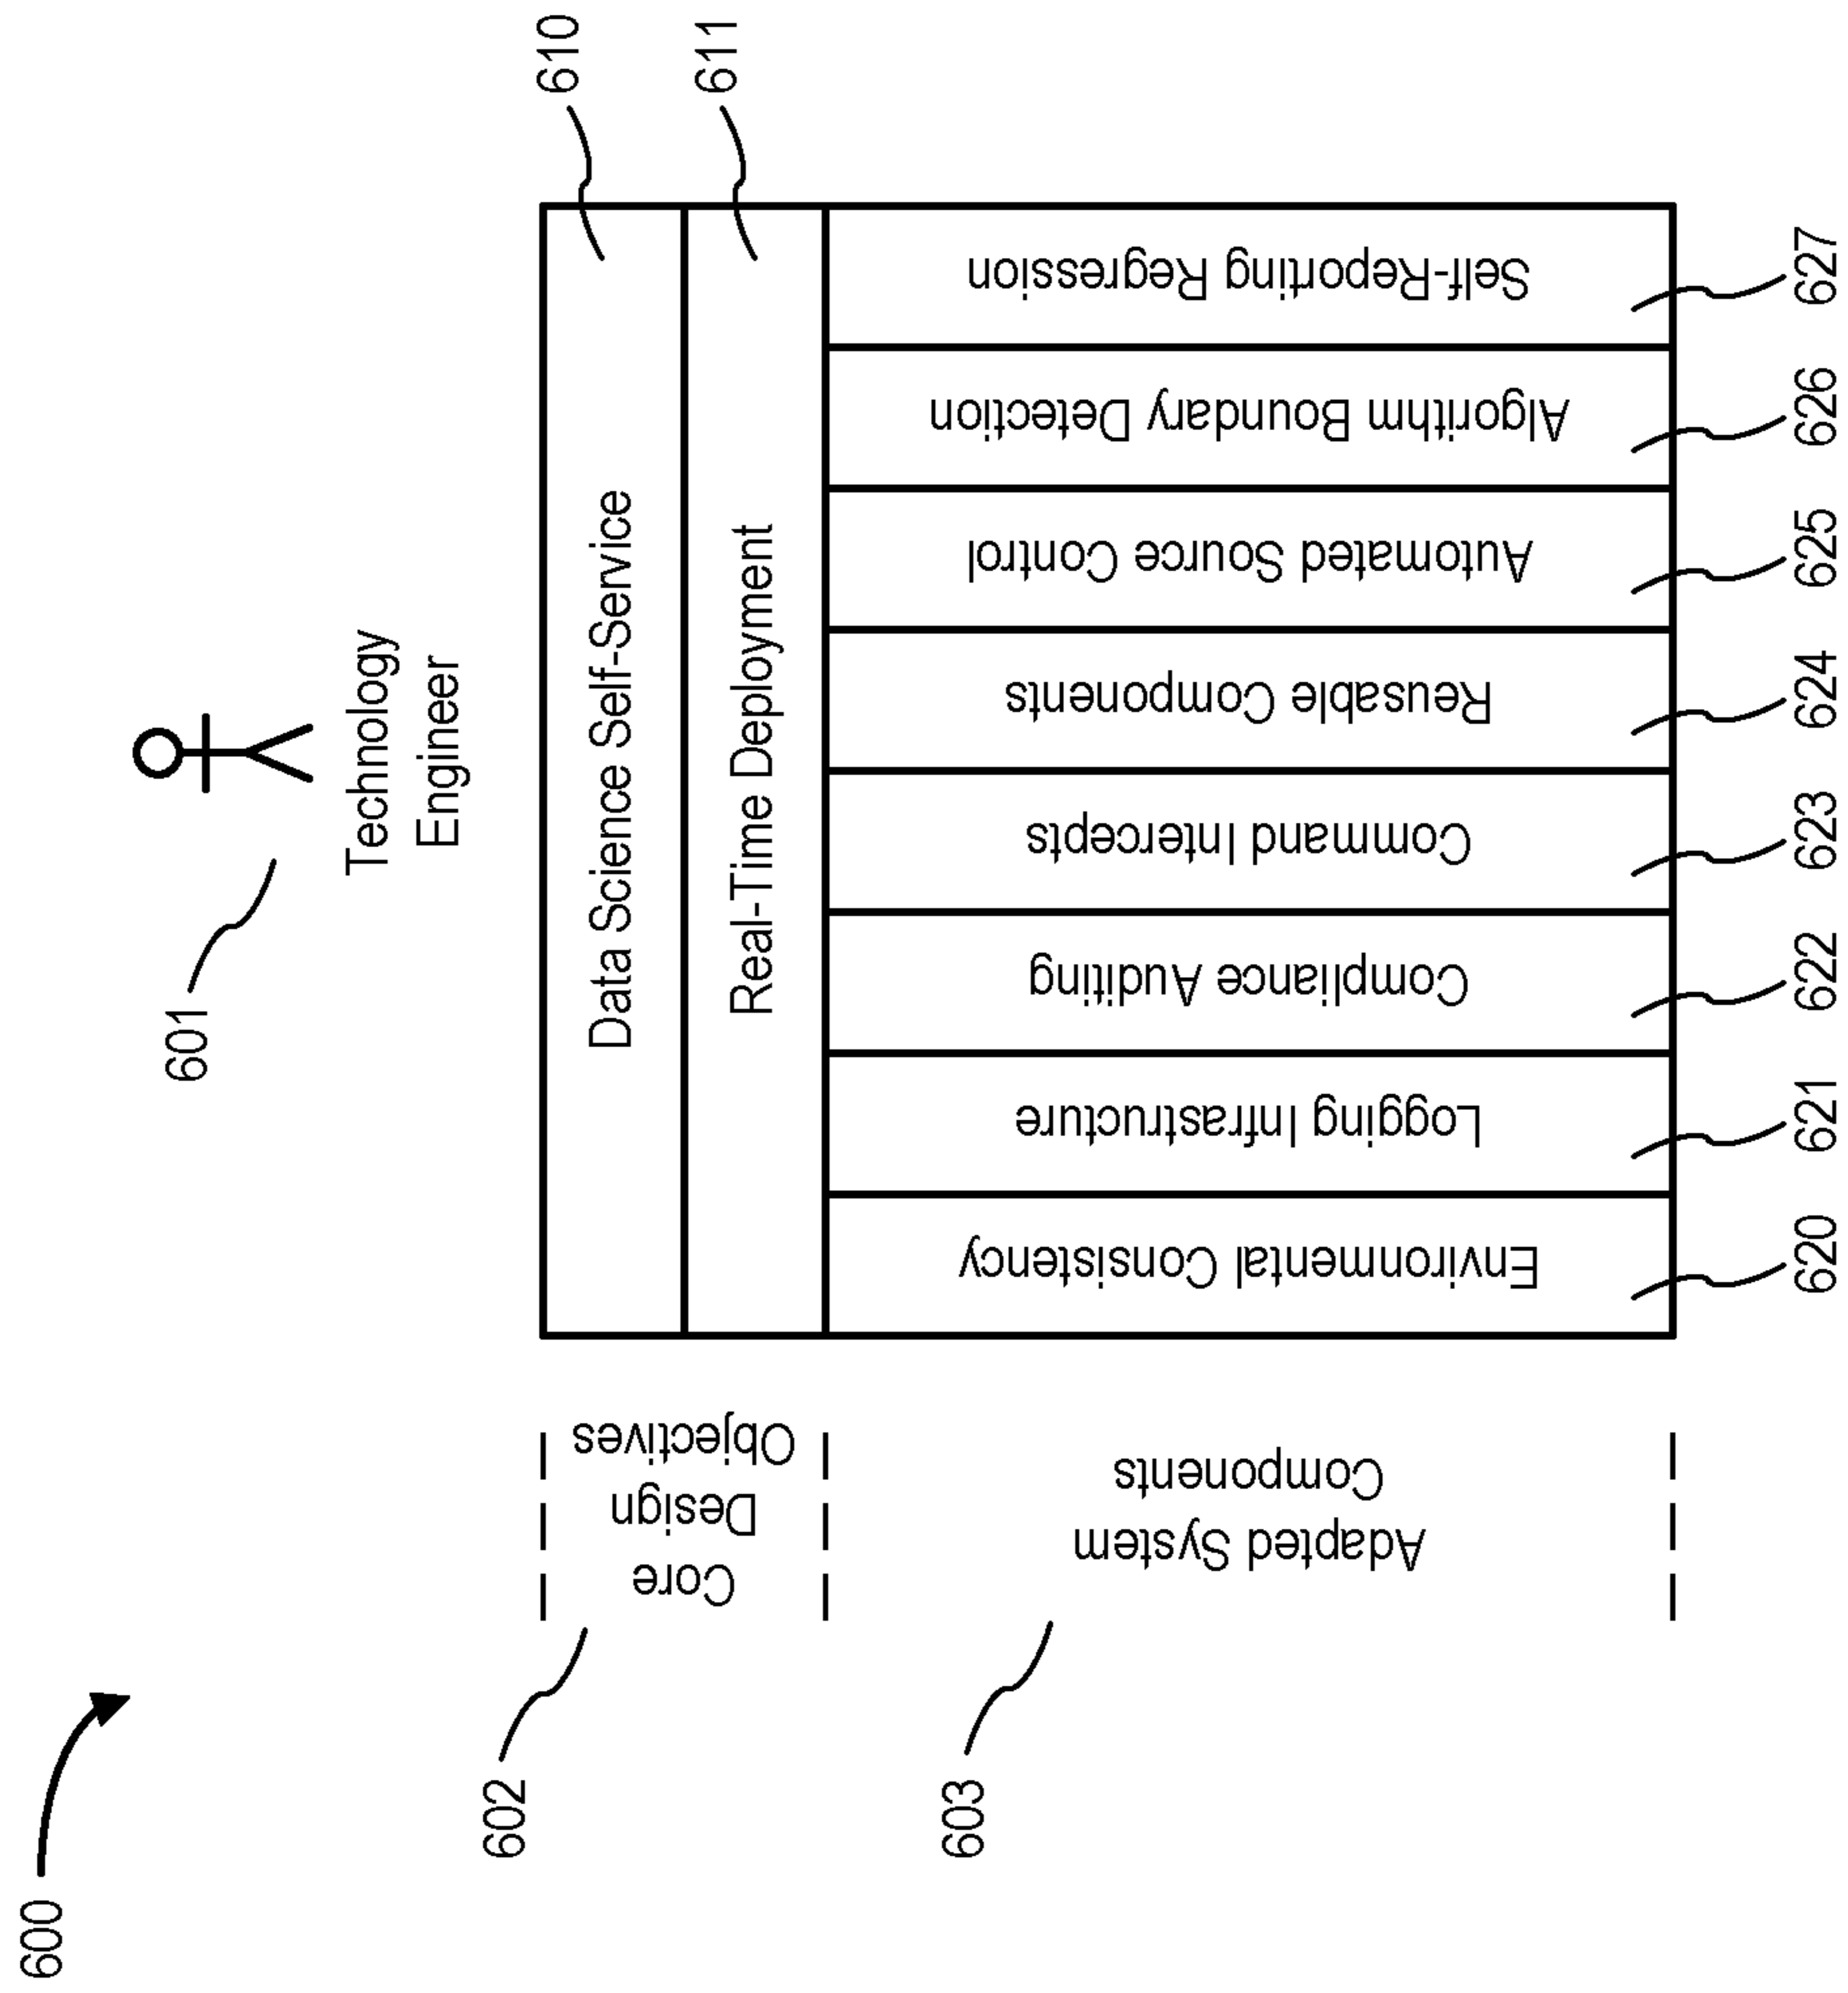 600
601
Technology
Engineer
602
Core
Design
Objectives
Data Science Self-Service
610
Real-Time Deployment
611
603
Adapted System
Components
Environmental Consistency
Logging Infrastructure
Compliance Auditing
Command Intercepts
Reusable Components
Automated Source Control
Algorithm Boundary Detection
Self-Reporting Regression
620
621
622
623
624
625
626
627